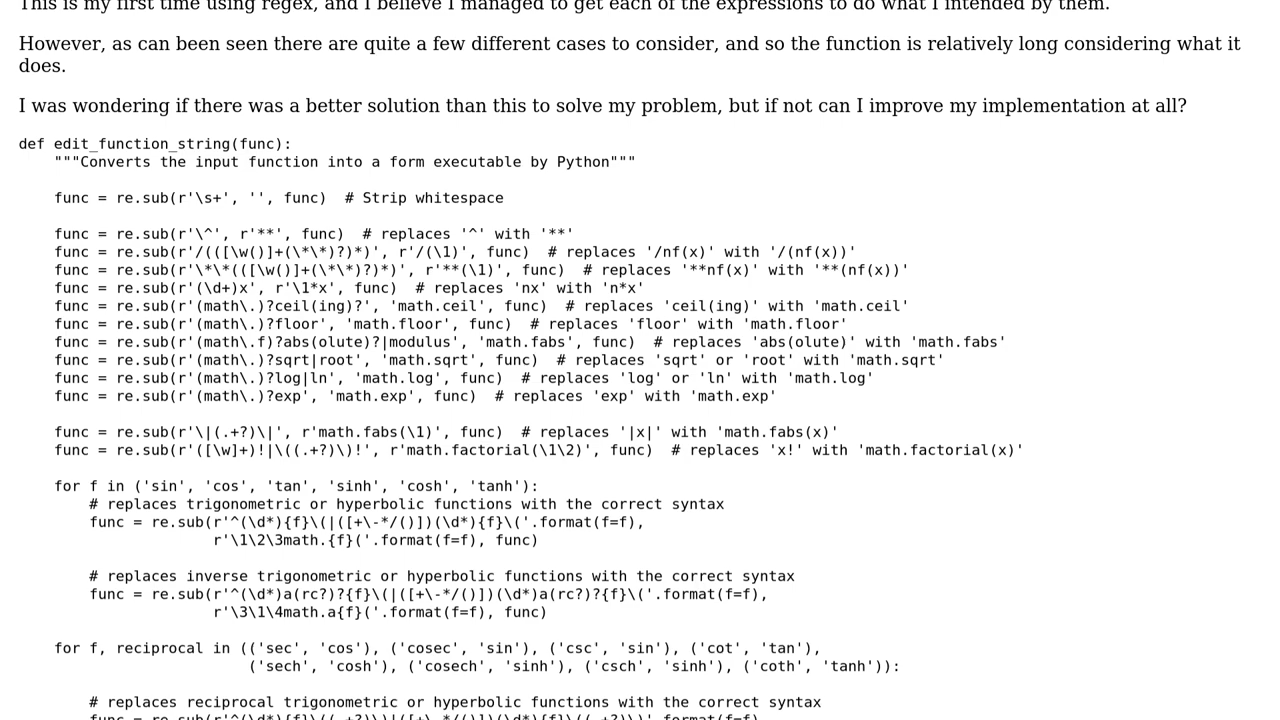 This is my first time using regex, and I believe I managed to get each of the expressions to do what I intended by them.
However, as can been seen there are quite a few different cases to consider, and so the function is relatively long considering what it
does.
I was wondering if there was a better solution than this to solve my problem, but if not can I improve my implementation at all?
def edit_function_string(func):
    """Converts the input function into a form executable by Python"""
    func = re.sub(r'\s+', '', func)  # Strip whitespace
    func = re.sub(r'\^', r'**', func)  # replaces '^' with '**'
    func = re.sub(r'/(([\w()]+(\*\*)?)*)', r'/(\1)', func)  # replaces '/nf(x)' with '/(nf(x))'
    func = re.sub(r'\*\*(([\w()]+(\*\*)?)*)', r'**(\1)', func)  # replaces '**nf(x)' with '**(nf(x))'
    func = re.sub(r'(\d+)x', r'\1*x', func)  # replaces 'nx' with 'n*x'
    func = re.sub(r'(math\.)?ceil(ing)?', 'math.ceil', func)  # replaces 'ceil(ing)' with 'math.ceil'
    func = re.sub(r'(math\.)?floor', 'math.floor', func)  # replaces 'floor' with 'math.floor'
    func = re.sub(r'(math\.f)?abs(olute)?|modulus', 'math.fabs', func)  # replaces 'abs(olute)' with 'math.fabs'
    func = re.sub(r'(math\.)?sqrt|root', 'math.sqrt', func)  # replaces 'sqrt' or 'root' with 'math.sqrt'
    func = re.sub(r'(math\.)?log|ln', 'math.log', func)  # replaces 'log' or 'ln' with 'math.log'
    func = re.sub(r'(math\.)?exp', 'math.exp', func)  # replaces 'exp' with 'math.exp'
    func = re.sub(r'\|(.+?)\|', r'math.fabs(\1)', func)  # replaces '|x|' with 'math.fabs(x)'
    func = re.sub(r'([\w]+)!|\((.+?)\)!', r'math.factorial(\1\2)', func)  # replaces 'x!' with 'math.factorial(x)'
    for f in ('sin', 'cos', 'tan', 'sinh', 'cosh', 'tanh'):
        # replaces trigonometric or hyperbolic functions with the correct syntax
        func = re.sub(r'^(\d*){f}\(|([+\-*/()])(\d*){f}\('.format(f=f),
                      r'\1\2\3math.{f}('.format(f=f), func)
        # replaces inverse trigonometric or hyperbolic functions with the correct syntax
        func = re.sub(r'^(\d*)a(rc?)?{f}\(|([+\-*/()])(\d*)a(rc?)?{f}\('.format(f=f),
                      r'\3\1\4math.a{f}('.format(f=f), func)
    for f, reciprocal in (('sec', 'cos'), ('cosec', 'sin'), ('csc', 'sin'), ('cot', 'tan'),
                          ('sech', 'cosh'), ('cosech', 'sinh'), ('csch', 'sinh'), ('coth', 'tanh')):
        # replaces reciprocal trigonometric or hyperbolic functions with the correct syntax
        func = re.sub(r'^(\d*){f}\((.+?)\)|([+\-*/()])(\d*){f}\((.+?)\)'.format(f=f),